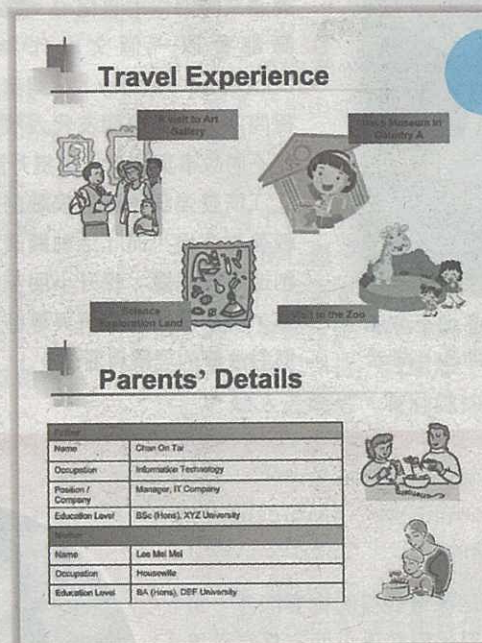 Travel Experience
A visit to Art
Gallery
Museum in
Country A
Science
Exploration Land
Visit to the Zoo
Parents' Details
Father
Name Chan On Tai
Occupation Information Technology
Position / Manager, IT Company
Company
Education Level BSc (Hons), XYZ University
Mother
Name Lee Mei Mei
Occupation Housewife
Education Level BA (Hons), DEF University